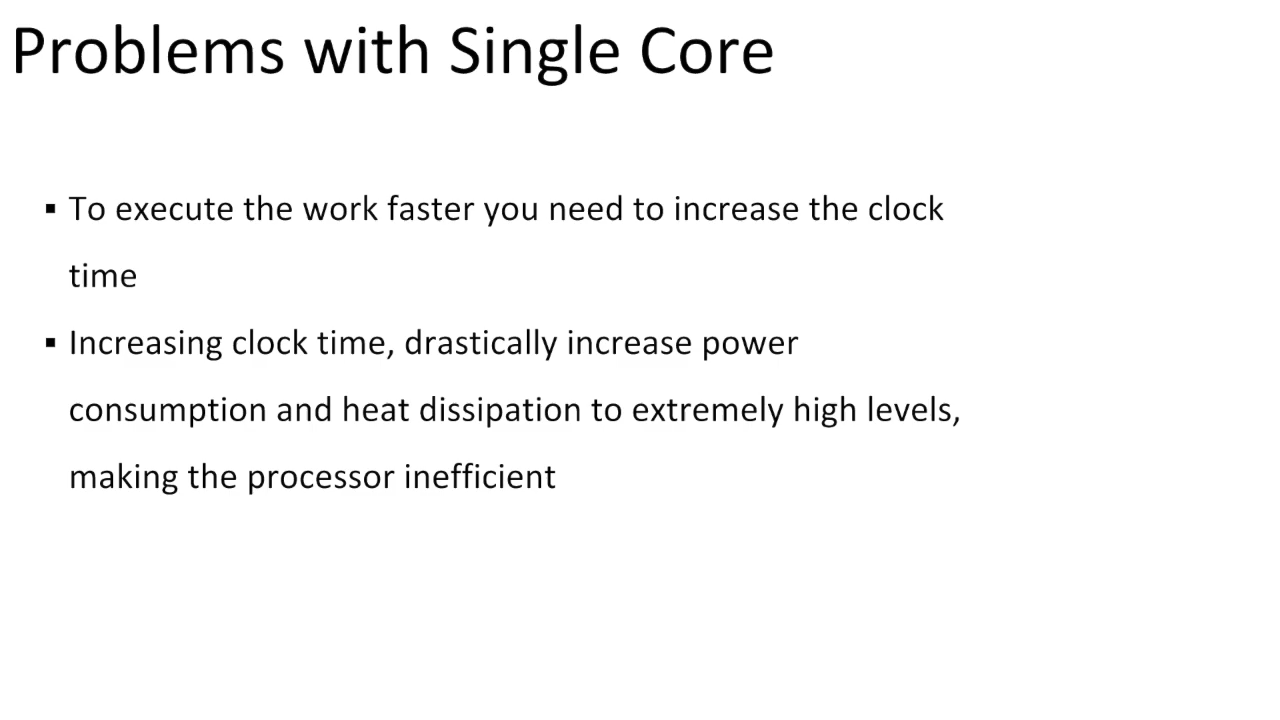 Problems with Single Core
▪ To execute the work faster you need to increase the clock
time
▪ Increasing clock time, drastically increase power
consumption and heat dissipation to extremely high levels,
making the processor inefficient